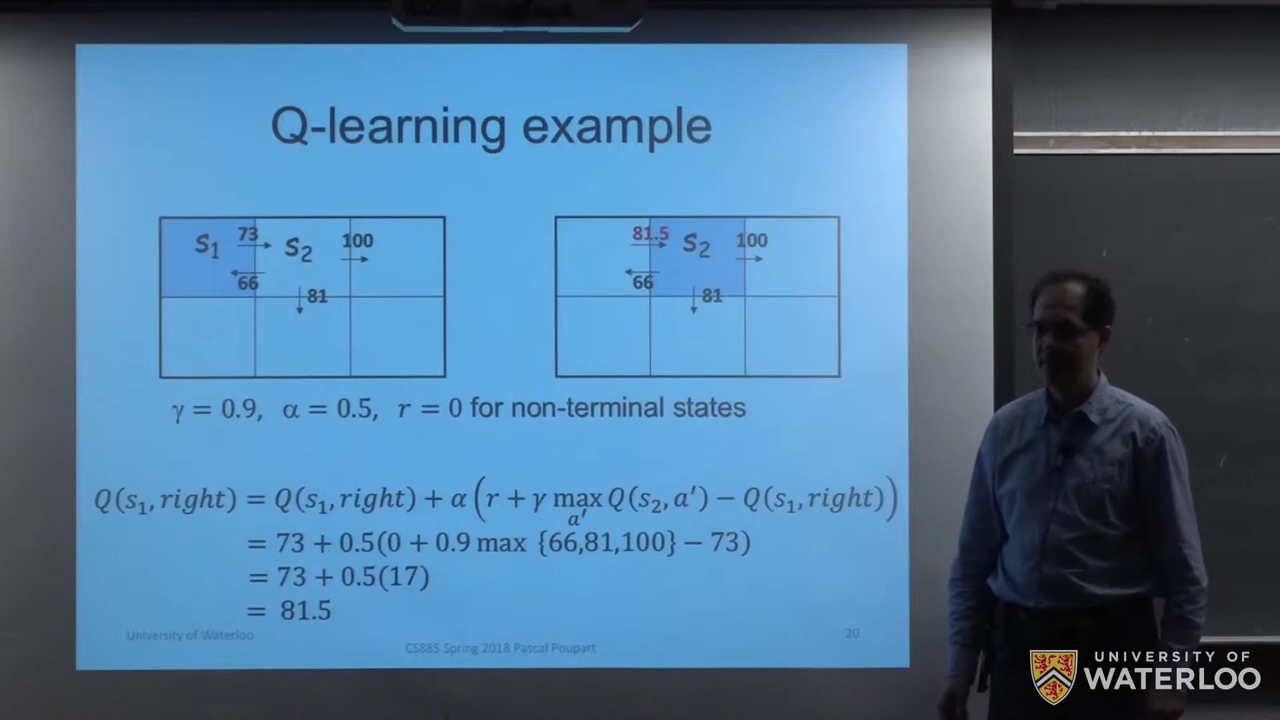 Q-learning example
S₁ 73 S₂ 100
66
81
81.5 S₂ 100
66
81
γ = 0.9, α = 0.5, r = 0 for non-terminal states
Q(s₁, right) = Q(s₁, right) + α (r + γ max Q(s₂, a′) − Q(s₁, right))
a′
= 73 + 0.5(0 + 0.9 max {66,81,100} − 73)
= 73 + 0.5(17)
= 81.5
University of Waterloo
CS885 Spring 2018 Pascal Poupart
20
UNIVERSITY OF
WATERLOO